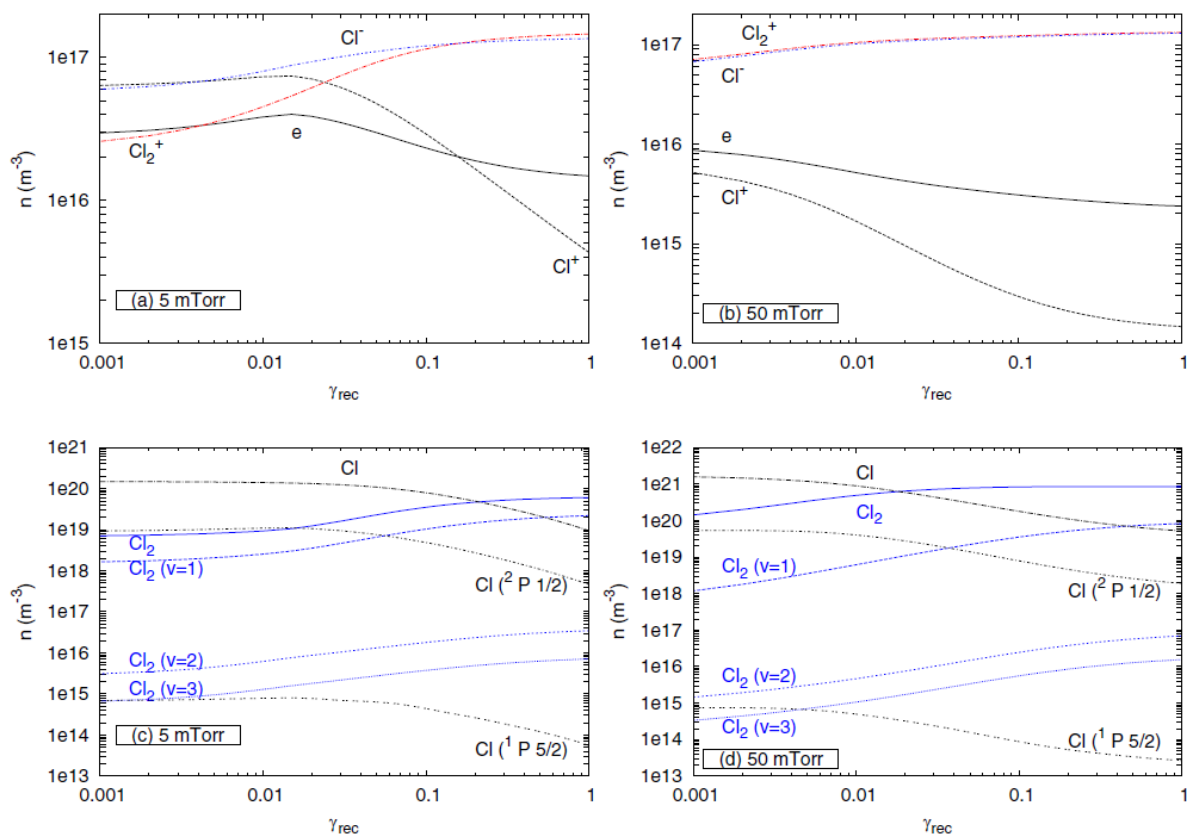 1e17
1e16
1e15
n (m⁻³)
Cl⁻
e
Cl₂⁺
Cl⁺
(a) 5 mTorr
0.001
0.01
0.1
1
γrec
1e17
1e16
1e15
1e14
n (m⁻³)
Cl₂⁺
Cl⁻
e
Cl⁺
(b) 50 mTorr
0.001
0.01
0.1
1
γrec
1e21
1e20
1e19
1e18
1e17
1e16
1e15
1e14
1e13
n (m⁻³)
Cl
Cl₂
Cl₂ (v=1)
Cl (² P 1/2)
Cl₂ (v=2)
Cl₂ (v=3)
Cl (¹ P 5/2)
(c) 5 mTorr
0.001
0.01
0.1
1
γrec
1e22
1e21
1e20
1e19
1e18
1e17
1e16
1e15
1e14
1e13
n (m⁻³)
Cl
Cl₂
Cl₂ (v=1)
Cl (² P 1/2)
Cl₂ (v=2)
Cl₂ (v=3)
Cl (¹ P 5/2)
(d) 50 mTorr
0.001
0.01
0.1
1
γrec